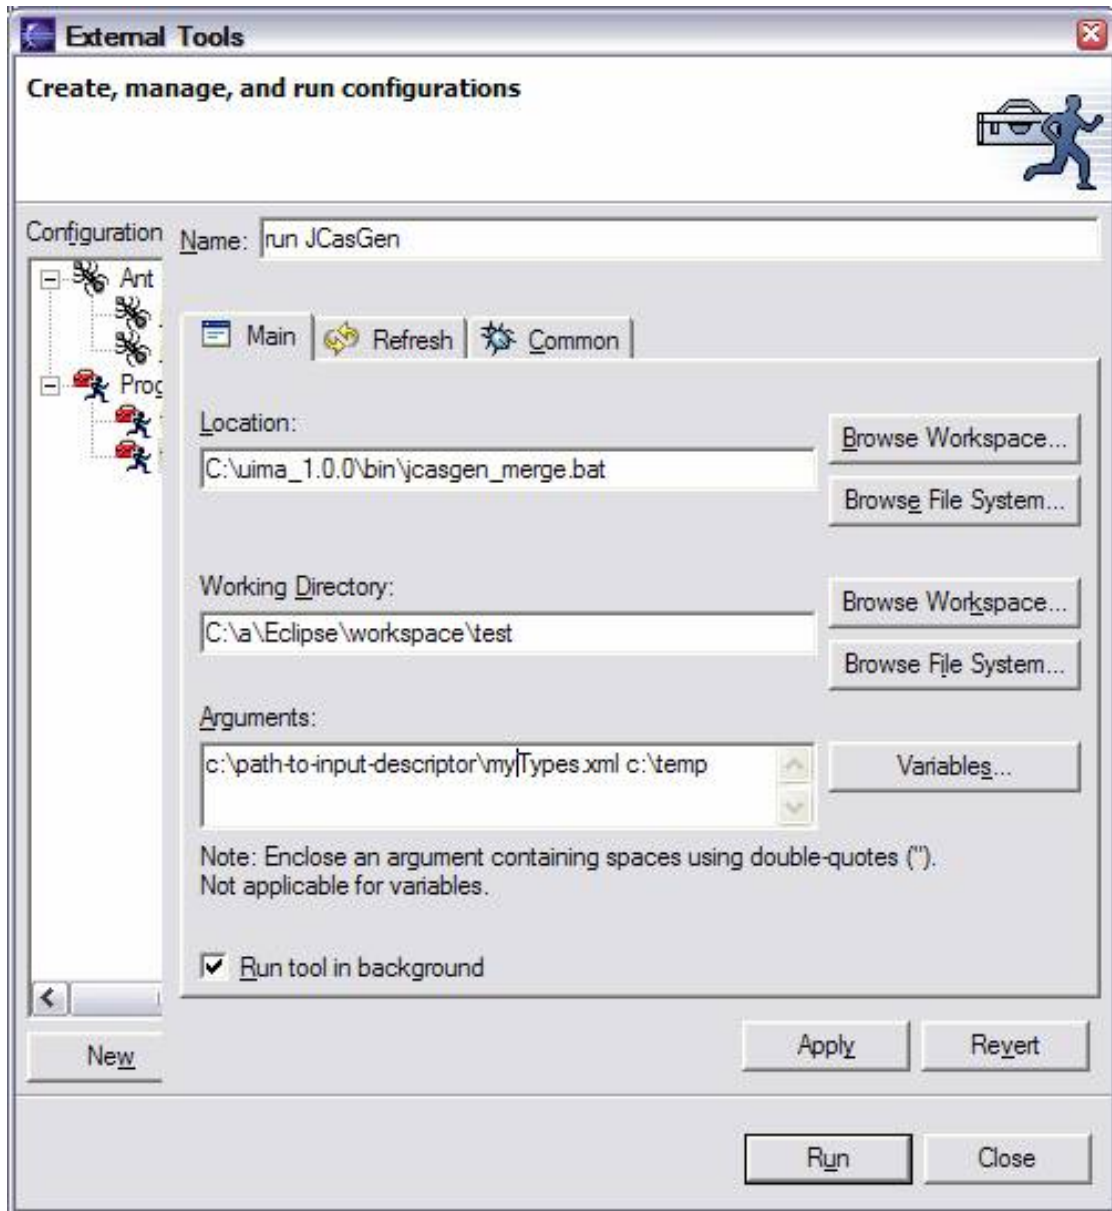 External Tools
Create, manage, and run configurations
Configuration
Ant
Prog
New
Name: run JCasGen
Main
Refresh
Common
Location:
C:\uima_1.0.0\bin\jcasgen_merge.bat
Browse Workspace...
Browse File System...
Working Directory:
C:\a\Eclipse\workspace\test
Browse Workspace...
Browse File System...
Arguments:
c:\path-to-input-descriptor\myTypes.xml c:\temp
Variables...
Note: Enclose an argument containing spaces using double-quotes (").
Not applicable for variables.
Run tool in background
Apply
Revert
Run
Close